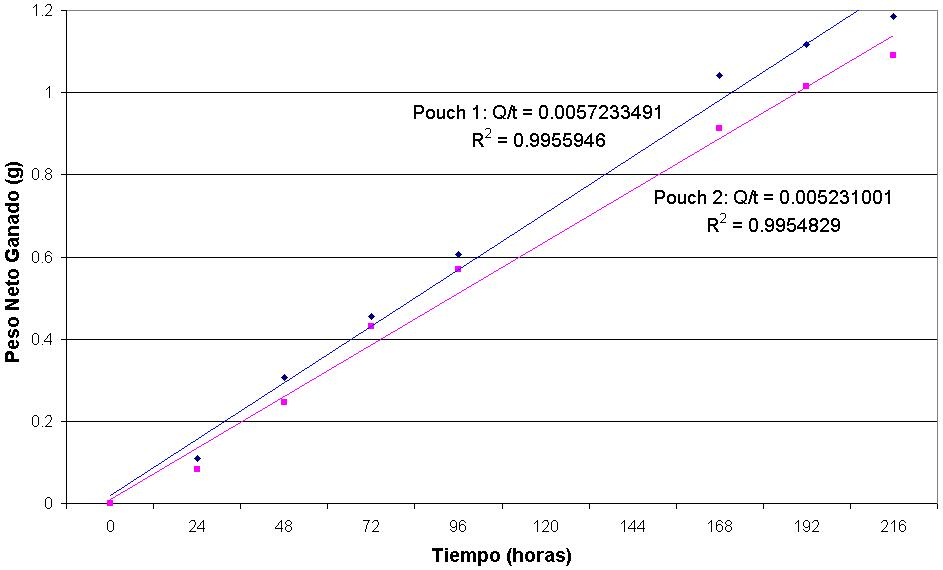 Peso Neto Ganado (g)
1.2
1
0.8
0.6
0.4
0.2
0
Pouch 1: Q/t = 0.0057233491
R² = 0.9955946
Pouch 2: Q/t = 0.005231001
R² = 0.9954829
0 24 48 72 96 120 144 168 192 216
Tiempo (horas)